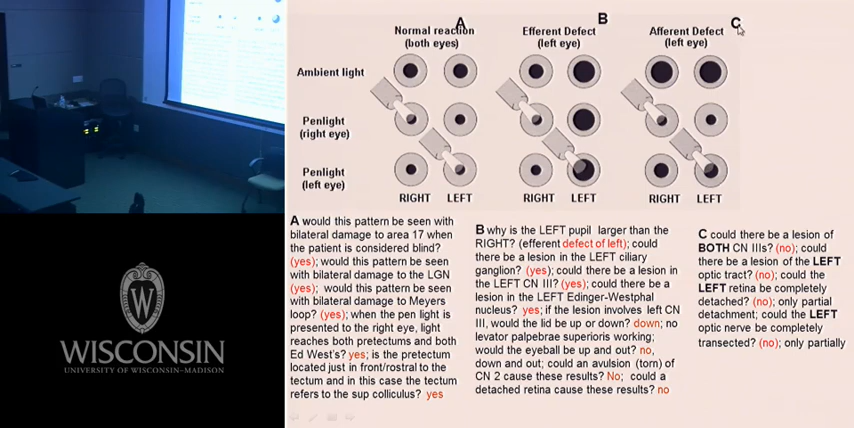 A
B
C
Normal reaction
(both eyes)
Efferent Defect
(left eye)
Afferent Defect
(left eye)
Ambient light
Penlight
(right eye)
Penlight
(left eye)
RIGHT LEFT
RIGHT LEFT
RIGHT LEFT
A would this pattern be seen with
bilateral damage to area 17 when
the patient is considered blind?
(yes); would this pattern be seen
with bilateral damage to the LGN
(yes); would this pattern be seen
with bilateral damage to Meyers
loop? (yes); when the pen light is
presented to the right eye, light
reaches both pretectums and both
Ed West's? yes; is the pretectum
located just in front/rostral to the
tectum and in this case the tectum
refers to the sup colliculus? yes
B why is the LEFT pupil larger than the
RIGHT? (efferent defect of left); could
there be a lesion in the LEFT ciliary
ganglion? (yes); could there be a lesion in
the LEFT CN III? (yes); could there be a
lesion in the LEFT Edinger-Westphal
nucleus? yes; if the lesion involves left CN
III, would the lid be up or down? down; no
levator palpebrae superioris working;
would the eyeball be up and out? no,
down and out; could an avulsion (torn) of
CN 2 cause these results? No; could a
detached retina cause these results? no
C could there be a lesion of
BOTH CN IIIs? (no); could
there be a lesion of the LEFT
optic tract? (no); could the
LEFT retina be completely
detached? (no); only partial
detachment; could the LEFT
optic nerve be completely
transected? (no); only partially
W
WISCONSIN
UNIVERSITY OF WISCONSIN–MADISON